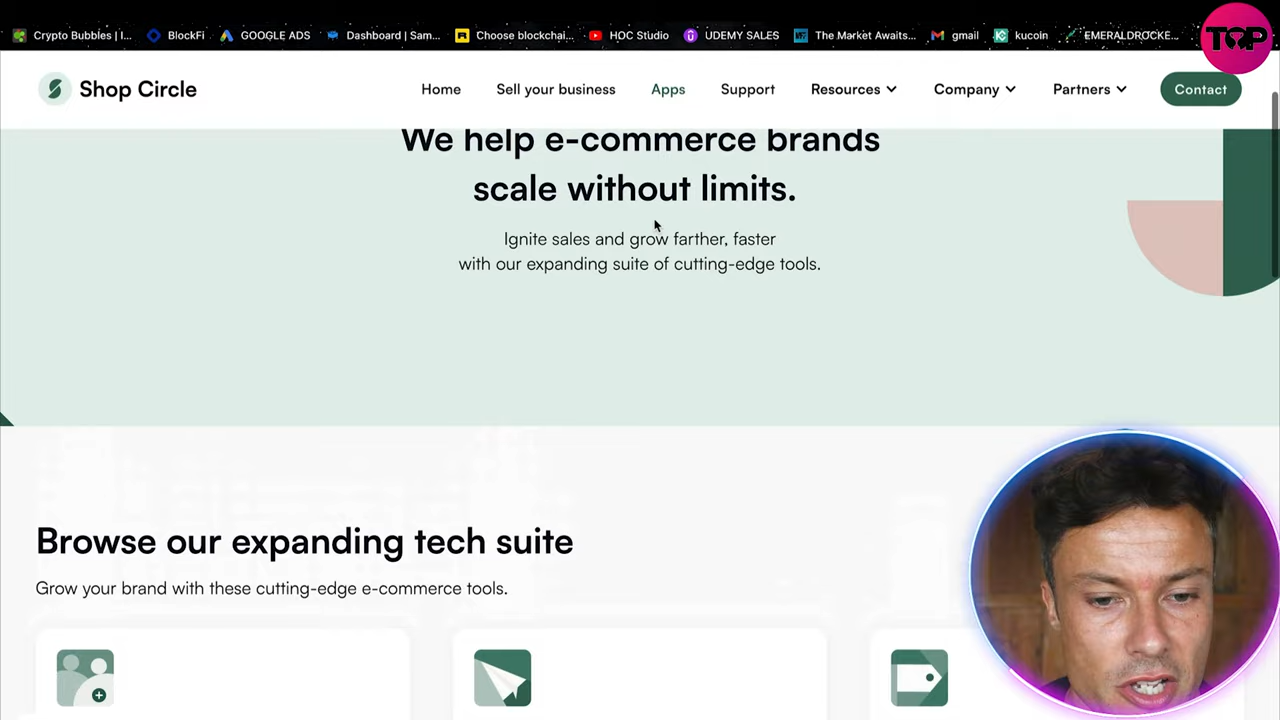 Crypto Bubbles | I...
BlockFi
GOOGLE ADS
Dashboard | Sam...
Choose blockchai...
HOC Studio
UDEMY SALES
The Market Awaits...
gmail
kucoin
EMERALDROCKE...
TOP
Shop Circle
Home
Sell your business
Apps
Support
Resources
Company
Partners
Contact
We help e-commerce brands
scale without limits.
Ignite sales and grow farther, faster
with our expanding suite of cutting-edge tools.
Browse our expanding tech suite
Grow your brand with these cutting-edge e-commerce tools.